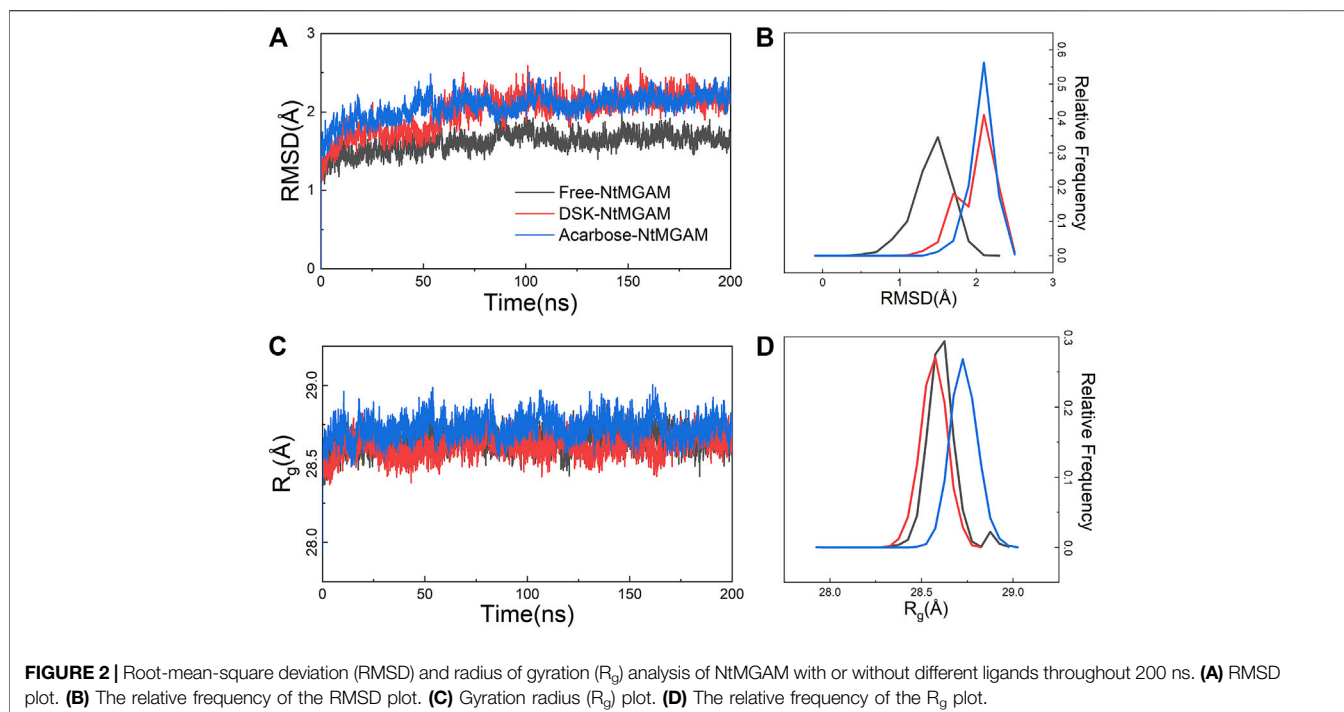 A
3
2
1
0
RMSD(Å)
Free-NtMGAM
DSK-NtMGAM
Acarbose-NtMGAM
0 50 100 150 200
Time(ns)
B
0.6
0.5
0.4
0.3
0.2
0.1
0.0
Relative Frequency
0 1 2 3
RMSD(Å)
C
29.0
28.5
28.0
Rg(Å)
0 50 100 150 200
Time(ns)
D
0.3
0.2
0.1
0.0
Relative Frequency
28.0 28.5 29.0
Rg(Å)
FIGURE 2 | Root-mean-square deviation (RMSD) and radius of gyration (Rg) analysis of NtMGAM with or without different ligands throughout 200 ns. (A) RMSD
plot. (B) The relative frequency of the RMSD plot. (C) Gyration radius (Rg) plot. (D) The relative frequency of the Rg plot.